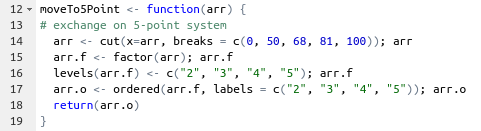 12 moveTo5Point <- function(arr) {
13 # exchange on 5-point system
14   arr <- cut(x=arr, breaks = c(0, 50, 68, 81, 100)); arr
15   arr.f <- factor(arr); arr.f
16   levels(arr.f) <- c("2", "3", "4", "5"); arr.f
17   arr.o <- ordered(arr.f, labels = c("2", "3", "4", "5")); arr.o
18   return(arr.o)
19 }